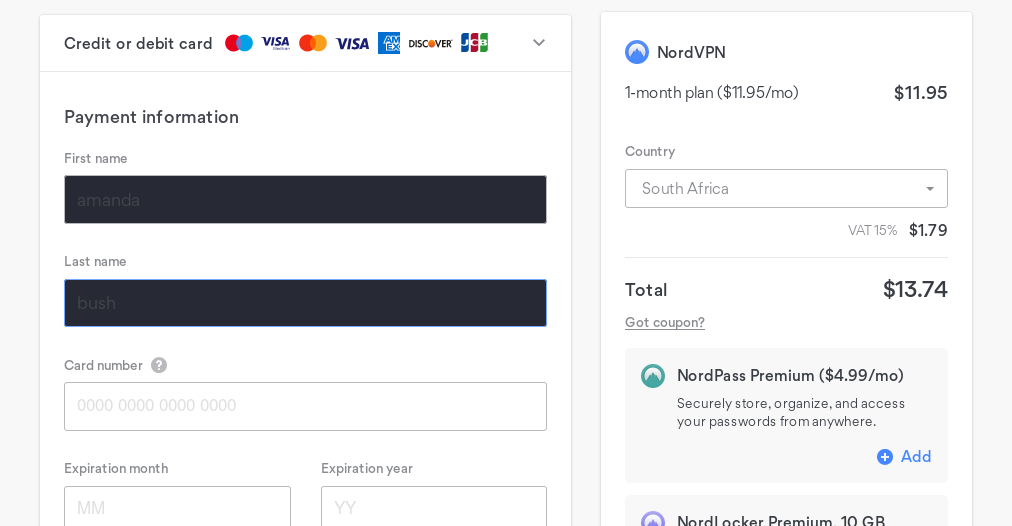 Credit or debit card VISA Electron VISA AM EX DISCOVER JCB
Payment information
First name
amanda
Last name
bush
Card number ?
0000 0000 0000 0000
Expiration month Expiration year
MM YY
NordVPN
1-month plan ($11.95/mo) $11.95
Country
South Africa
VAT 15% $1.79
Total $13.74
Got coupon?
NordPass Premium ($4.99/mo)
Securely store, organize, and access
your passwords from anywhere.
Add
NordLocker Premium, 10 GB